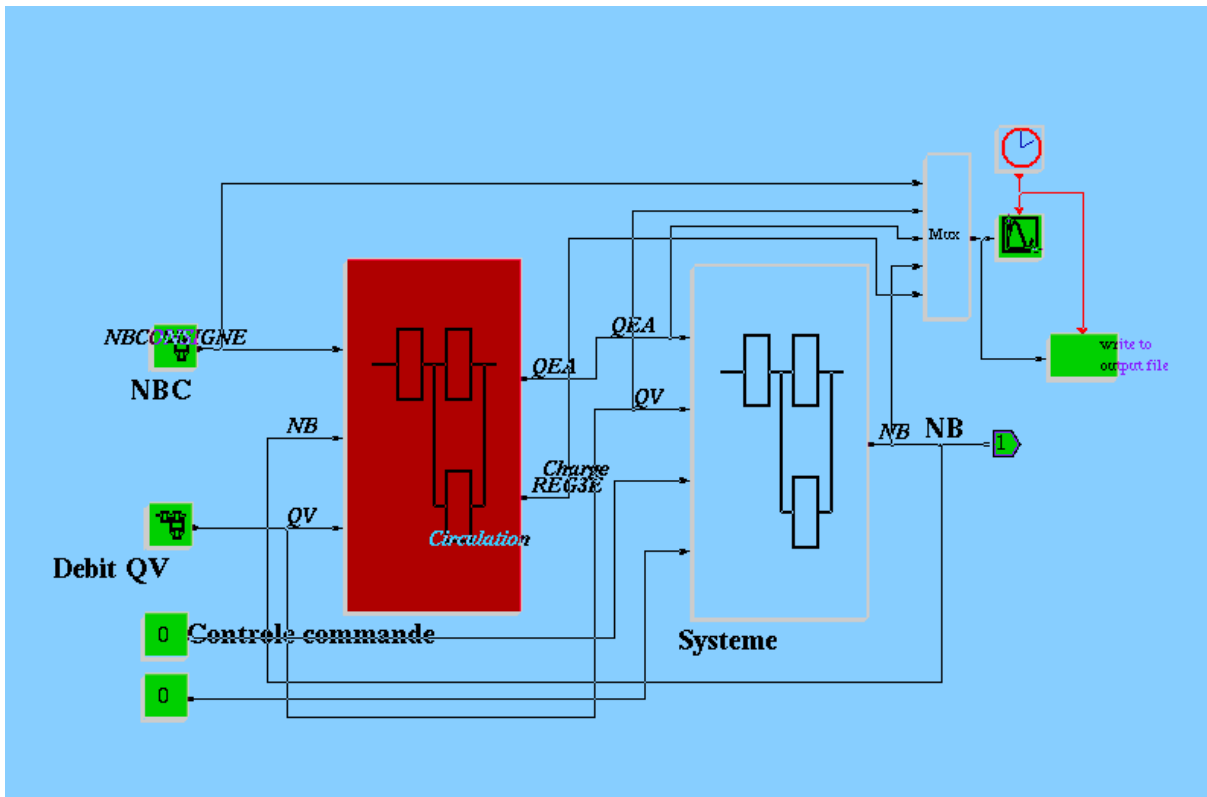 Mux
NBCONSIGNE
NBC
QEA
QEA
write to
output file
NB
QV
NB
NB
1
Charge
REG3E
QV
Circulation
Debit QV
0
Controle commande
Systeme
0